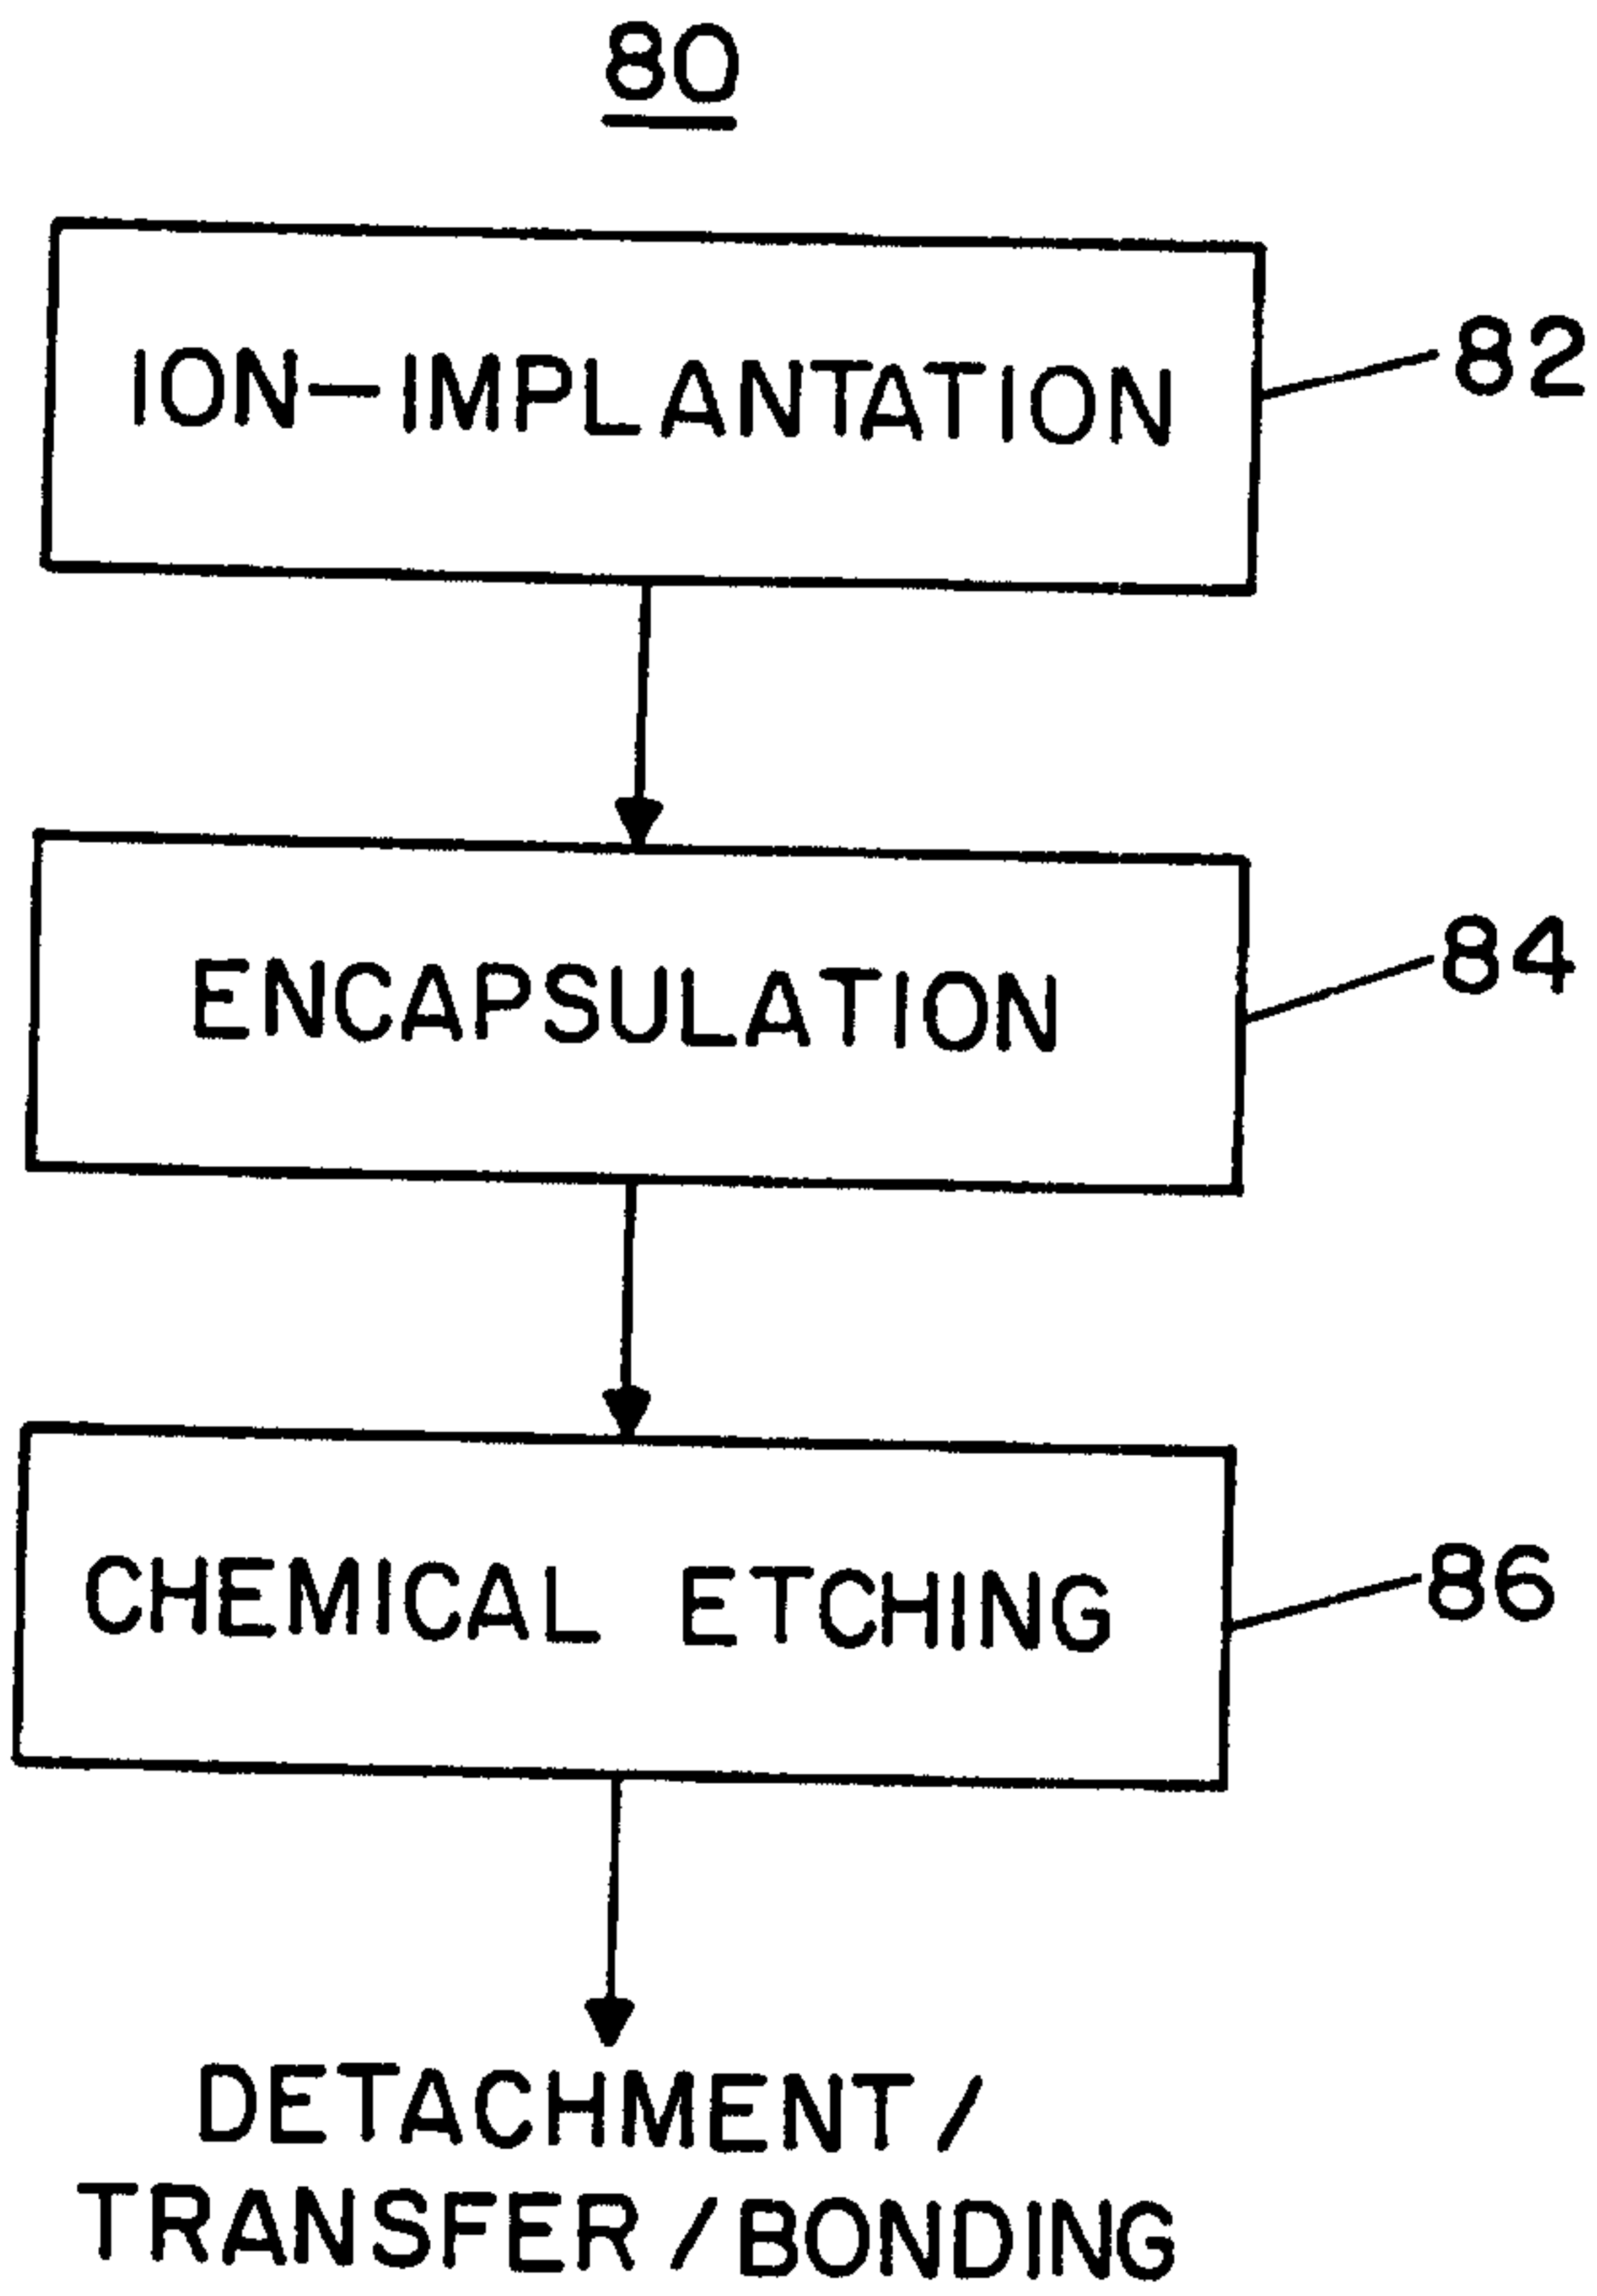 80
ION-IMPLANTATION
82
ENCAPSULATION
84
CHEMICAL ETCHING
86
DETACHMENT/
TRANSFER/BONDING